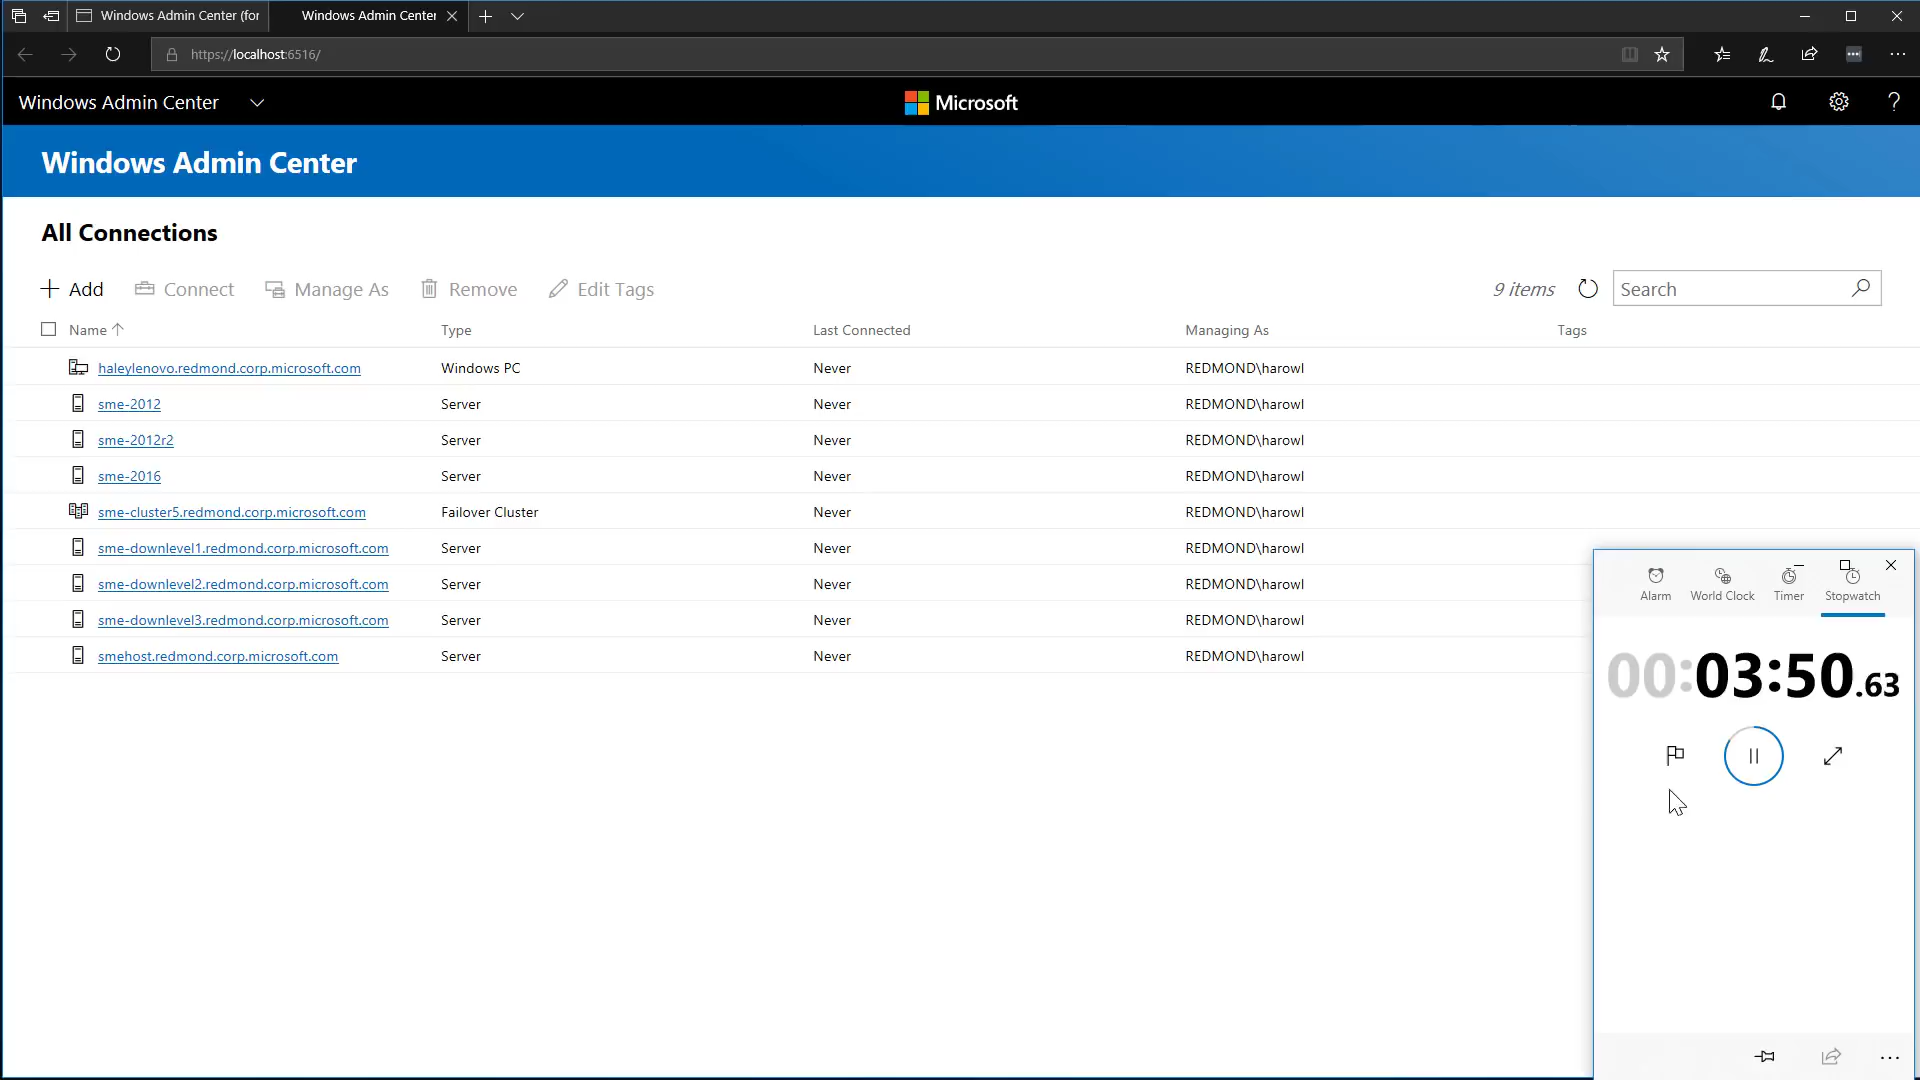 Windows Admin Center (for
Windows Admin Center
https://localhost:6516/
Windows Admin Center
Microsoft
?
Windows Admin Center
All Connections
Add Connect Manage As Remove Edit Tags 9 items Search
Name Type Last Connected Managing As Tags
haleylenovo.redmond.corp.microsoft.com Windows PC Never REDMOND\harowl
sme-2012 Server Never REDMOND\harowl
sme-2012r2 Server Never REDMOND\harowl
sme-2016 Server Never REDMOND\harowl
sme-cluster5.redmond.corp.microsoft.com Failover Cluster Never REDMOND\harowl
sme-downlevel1.redmond.corp.microsoft.com Server Never REDMOND\harowl
sme-downlevel2.redmond.corp.microsoft.com Server Never REDMOND\harowl
sme-downlevel3.redmond.corp.microsoft.com Server Never REDMOND\harowl
smehost.redmond.corp.microsoft.com Server Never REDMOND\harowl
Alarm World Clock Timer Stopwatch
00:03:50.63